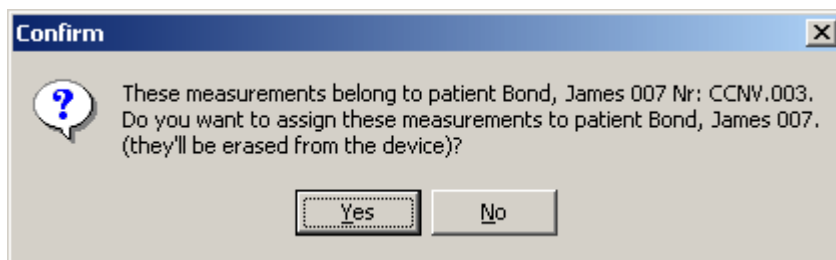 Confirm
These measurements belong to patient Bond, James 007 Nr: CCNV.003.
Do you want to assign these measurements to patient Bond, James 007.
(they'll be erased from the device)?
Yes No